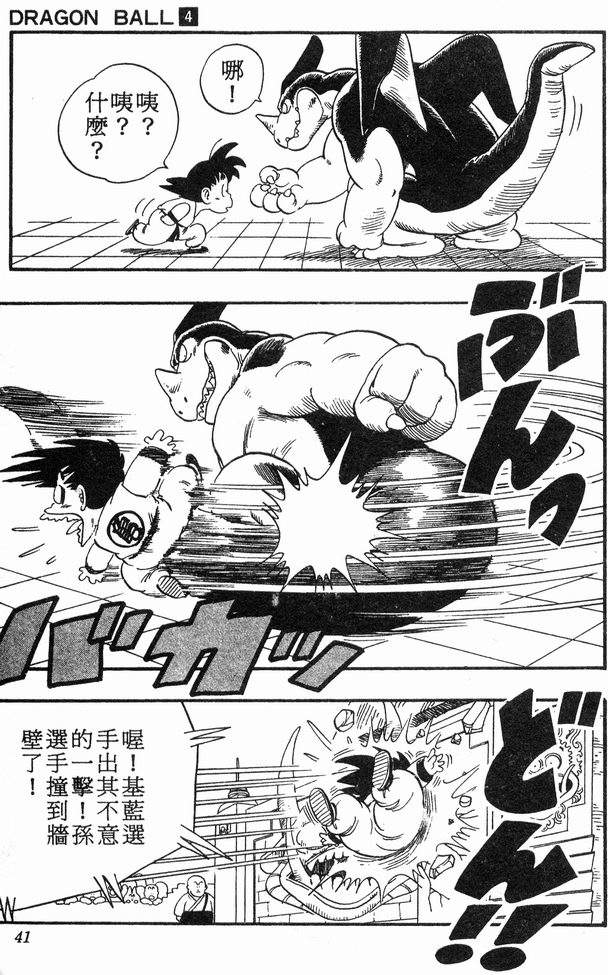 DRAGON BALL 4
哪！
咦？
咦？
什麼？
ぶんっ
バカッ
どん!!
喔！基藍選
手出其不意
的一擊！孫
選手撞到牆
壁了！
41